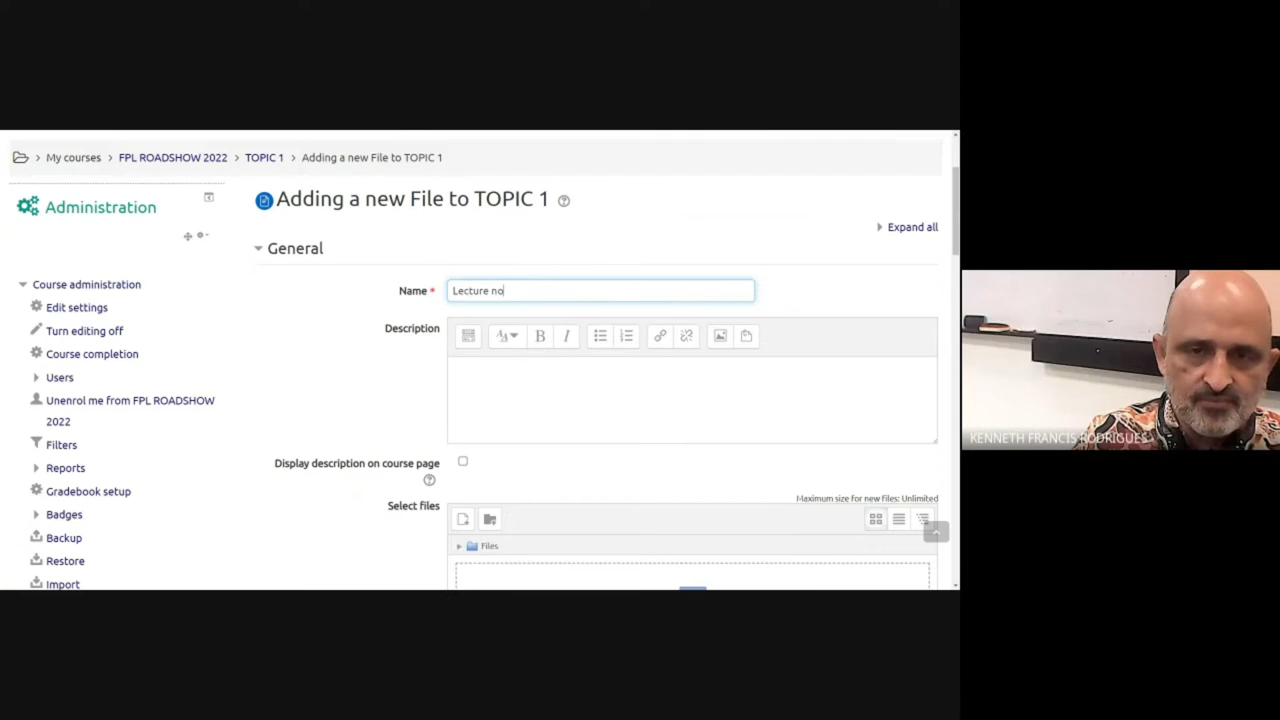 My courses > FPL ROADSHOW 2022 > TOPIC 1 > Adding a new File to TOPIC 1
Administration
Course administration
Edit settings
Turn editing off
Course completion
Users
Unenrol me from FPL ROADSHOW
2022
Filters
Reports
Gradebook setup
Badges
Backup
Restore
Import
Adding a new File to TOPIC 1
Expand all
General
Name *
Lecture no
Description
Display description on course page
Maximum size for new files: Unlimited
Select files
Files
KENNETH FRANCIS RODRIGUES